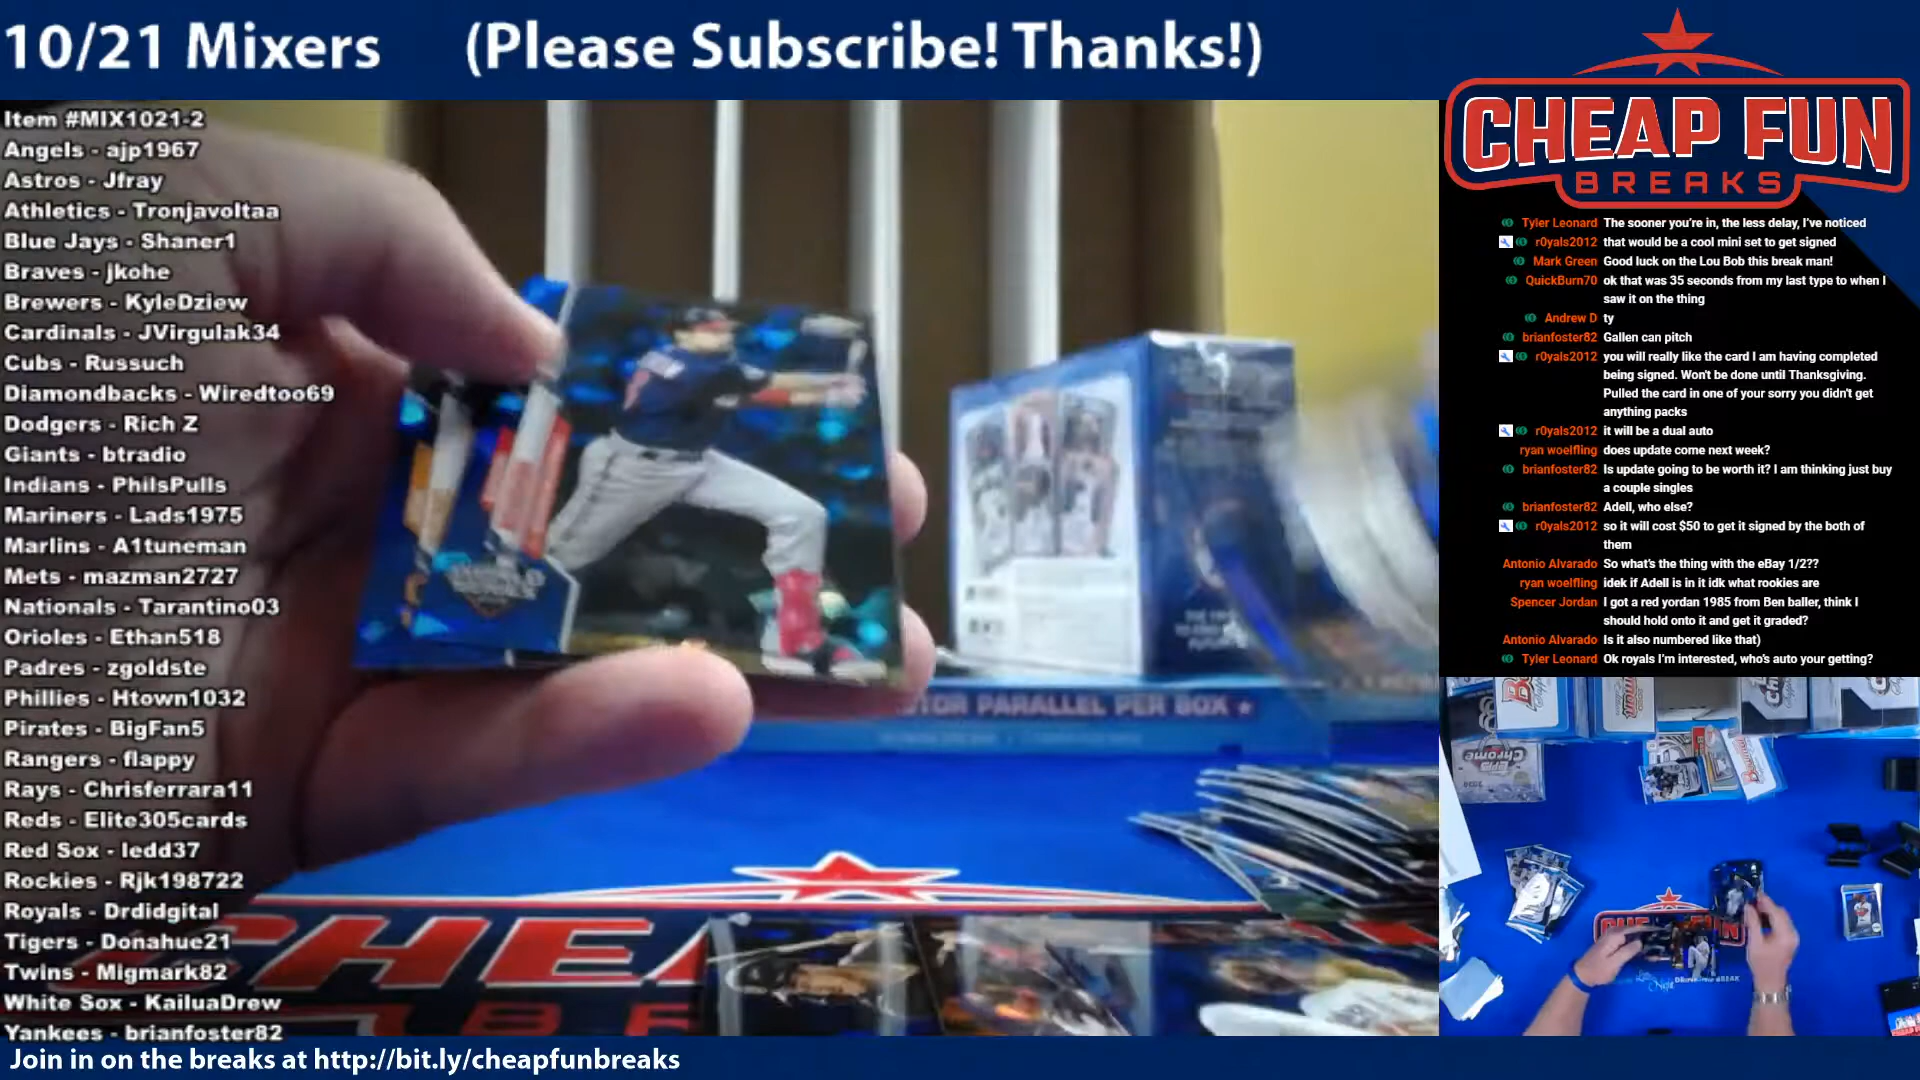 10/21 Mixers (Please Subscribe! Thanks!)
Item #MIX1021-2
Angels - ajp1967
Astros - Jfray
Athletics - Tronjavoltaa
Blue Jays - Shaner1
Braves - jkohe
Brewers - KyleDziew
Cardinals - JVirgulak34
Cubs - Russuch
Diamondbacks - Wiredtoo69
Dodgers - Rich Z
Giants - btradio
Indians - PhilsPulls
Mariners - Lads1975
Marlins - A1tuneman
Mets - mazman2727
Nationals - Tarantino03
Orioles - Ethan518
Padres - zgoldste
Phillies - Htown1032
Pirates - BigFan5
Rangers - flappy
Rays - Chrisferrara11
Reds - Elite305cards
Red Sox - ledd37
Rockies - Rjk198722
Royals - Drdidgital
Tigers - Donahue21
Twins - Migmark82
White Sox - KailuaDrew
Yankees - brianfoster82
Join in on the breaks at http://bit.ly/cheapfunbreaks
PARALLEL PER BOX
CHEAP FUN
BREAKS
Tyler Leonard The sooner you're in, the less delay, I've noticed
r0yals2012 that would be a cool mini set to get signed
Mark Green Good luck on the Lou Bob this break man!
QuickBurn70 ok that was 35 seconds from my last type to when I
saw it on the thing
Andrew D ty
brianfoster82 Gallen can pitch
r0yals2012 you will really like the card I am having completed
being signed. Won't be done until Thanksgiving.
Pulled the card in one of your sorry you didn't get
anything packs
r0yals2012 it will be a dual auto
ryan woelfling does update come next week?
brianfoster82 Is update going to be worth it? I am thinking just buy
a couple singles
brianfoster82 Adell, who else?
r0yals2012 so it will cost $50 to get it signed by the both of
them
Antonio Alvarado So what's the thing with the eBay 1/2??
ryan woelfling idek if Adell is in it idk what rookies are
Spencer Jordan I got a red yordan 1985 from Ben baller, think I
should hold onto it and get it graded?
Antonio Alvarado Is it also numbered like that)
Tyler Leonard Ok royals I'm interested, who's auto your getting?